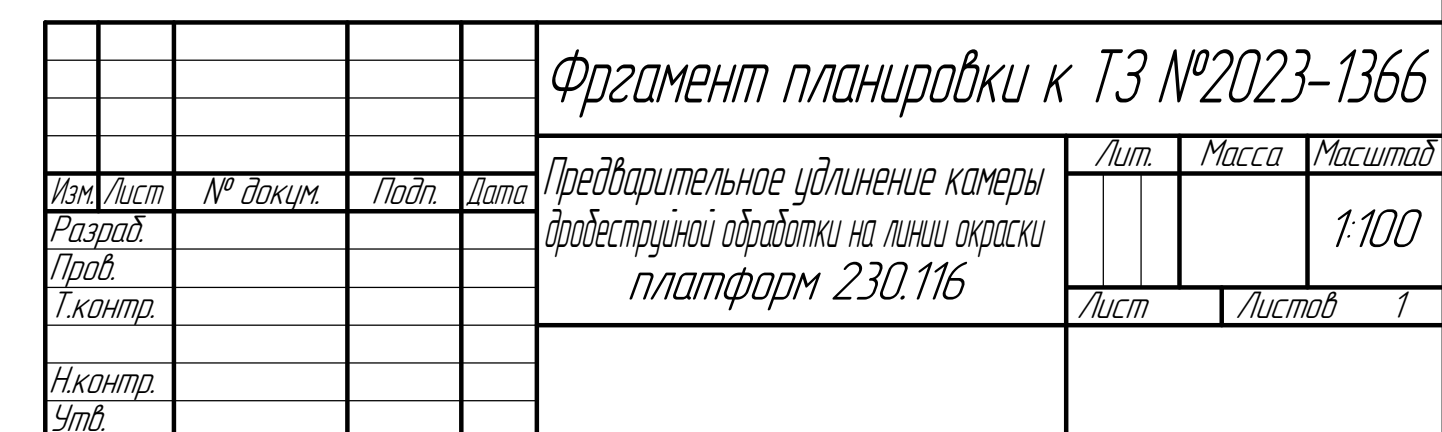 Фргамент планировки к ТЗ №2023-1366
Лит. Масса Масштаб
Изм. Лист № докум. Подп. Дата
Предварительное удлинение камеры
дробеструйной обработки на линии окраски
платформ 230.116
1:100
Разраб.
Пров.
Т.контр.
Лист Листов 1
Н.контр.
Утв.